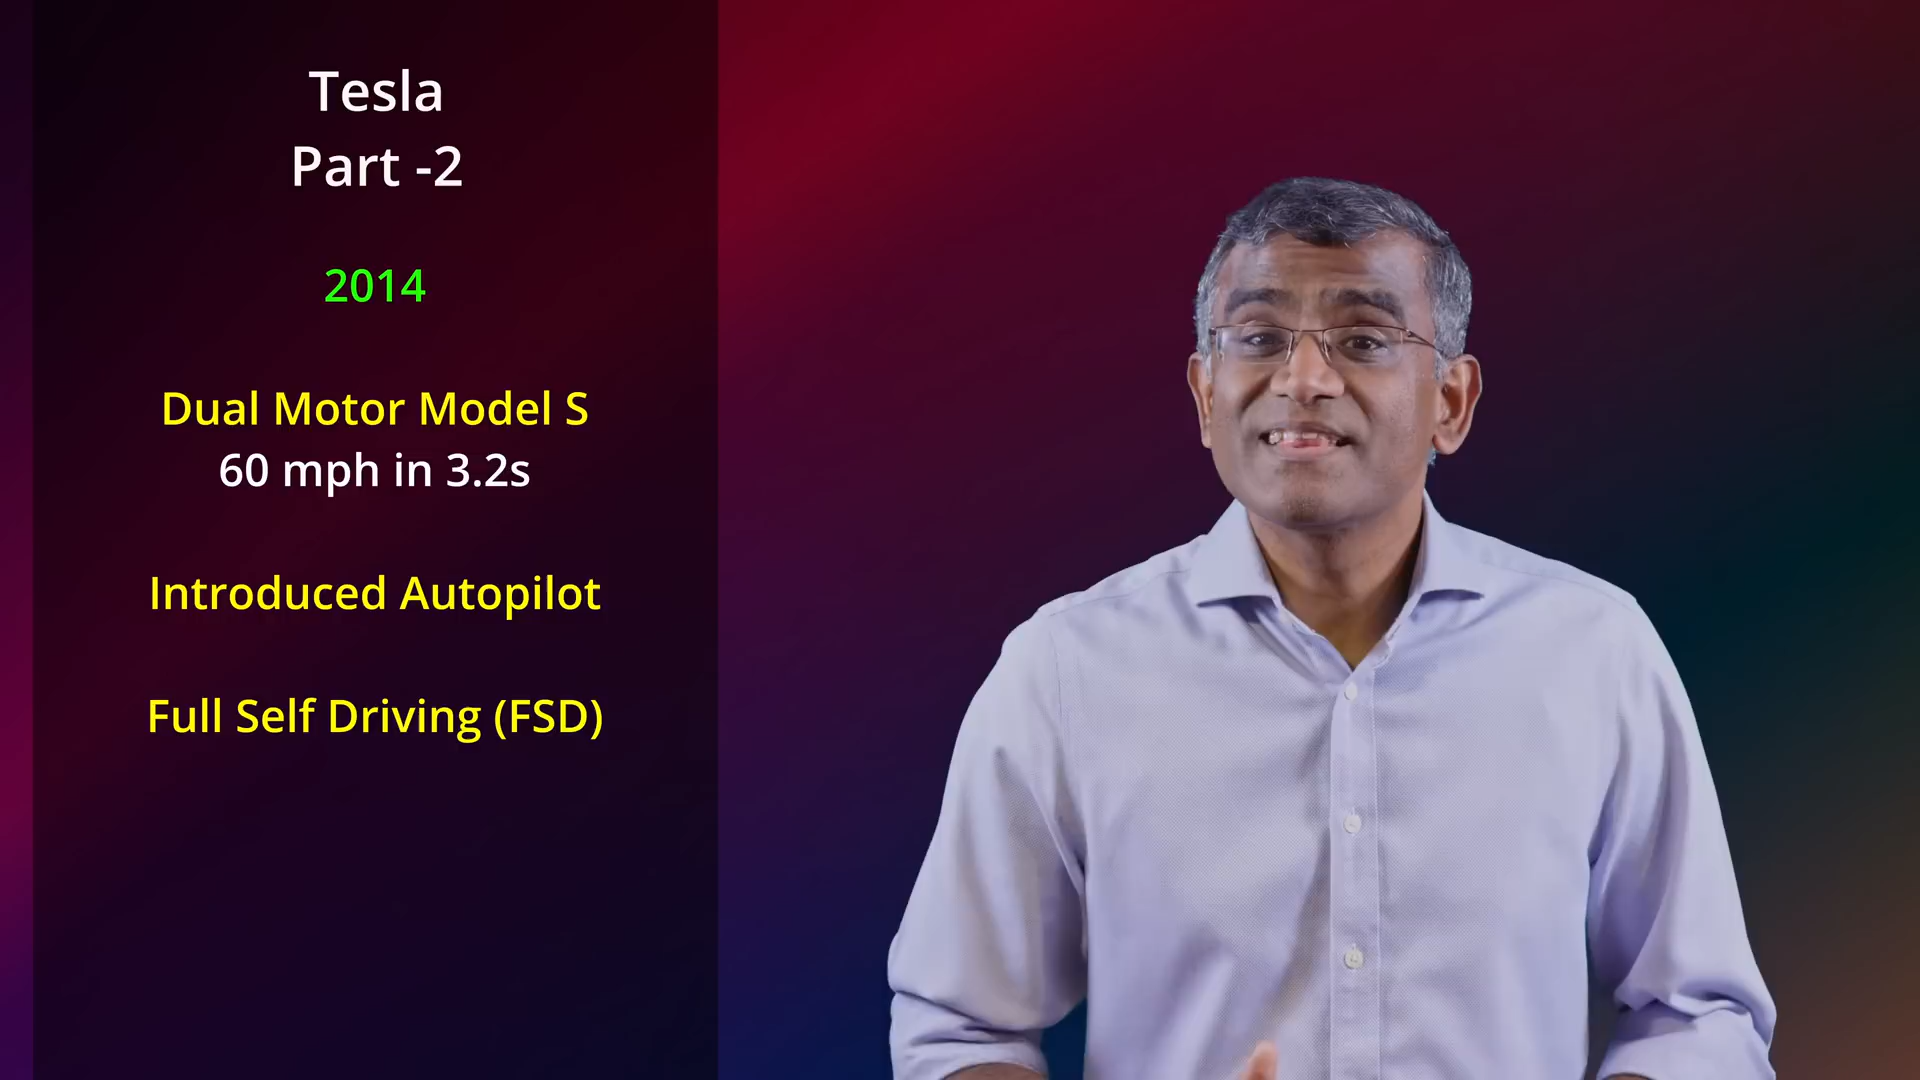 Tesla
Part -2
2014
Dual Motor Model S
60 mph in 3.2s
Introduced Autopilot
Full Self Driving (FSD)